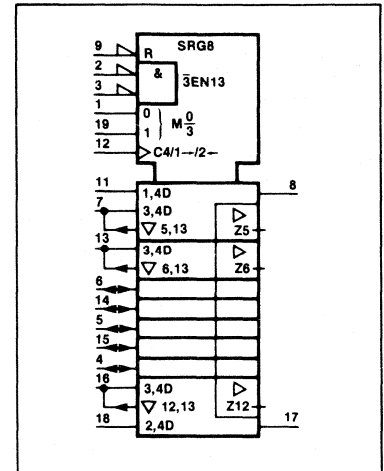 SRG8
9 R
2 &
3 3̅EN13
1 0 M 0/3
19 1
12 C4/1→/2←
11 1,4D 8
7 3,4D
▽ 5,13 ▷ Z5
13 3,4D
▽ 6,13 ▷ Z6
6
14
5
15
4
16 3,4D
▽ 12,13 ▷ Z12
18 2,4D 17